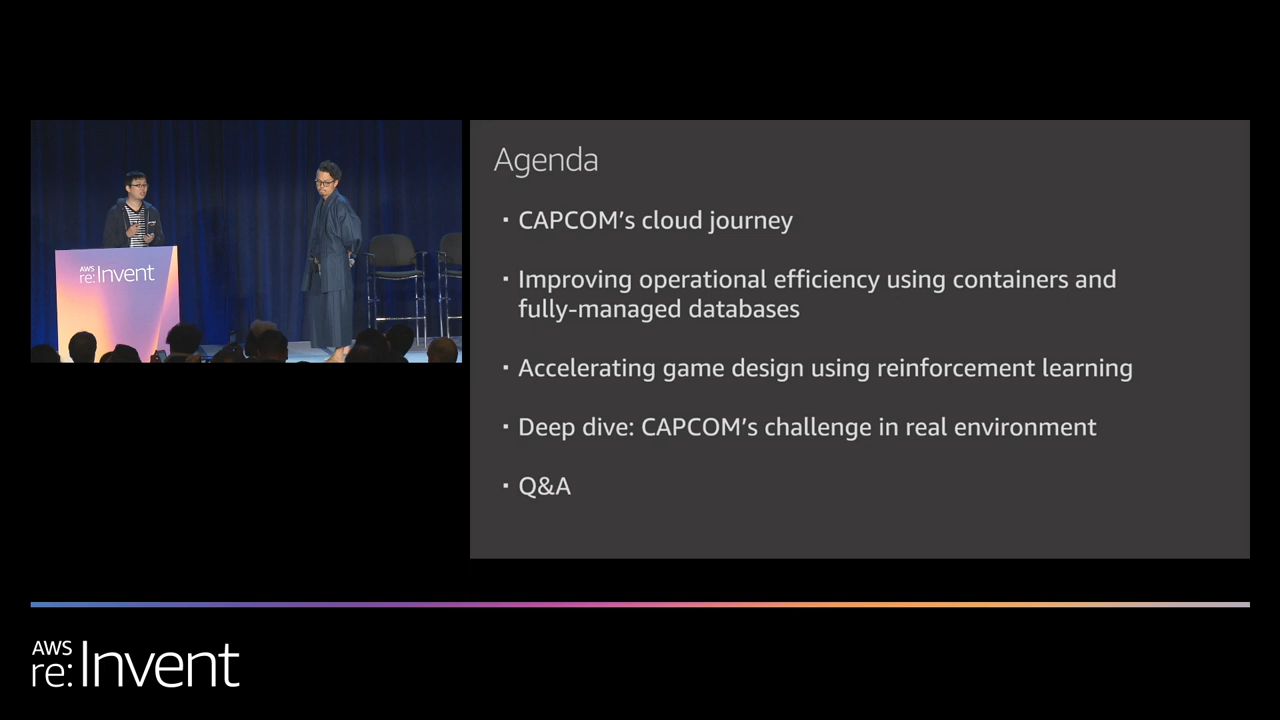 AWS
re:Invent
Agenda
▪ CAPCOM's cloud journey
▪ Improving operational efficiency using containers and
fully-managed databases
▪ Accelerating game design using reinforcement learning
▪ Deep dive: CAPCOM's challenge in real environment
▪ Q&A
AWS
re:Invent